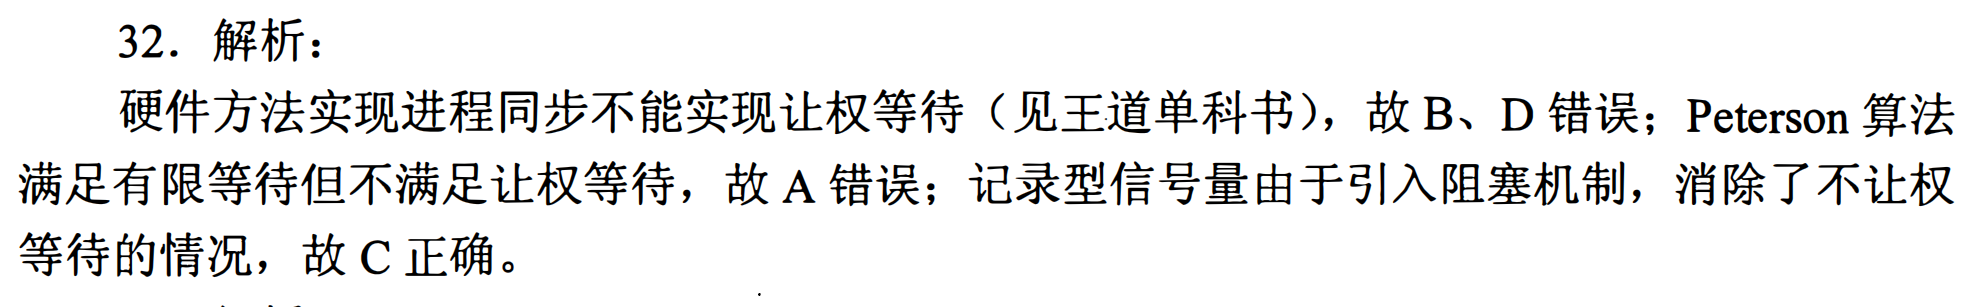 32. 解析：
硬件方法实现进程同步不能实现让权等待（见王道单科书），故 B、D 错误；Peterson 算法
满足有限等待但不满足让权等待，故 A 错误；记录型信号量由于引入阻塞机制，消除了不让权
等待的情况，故 C 正确。